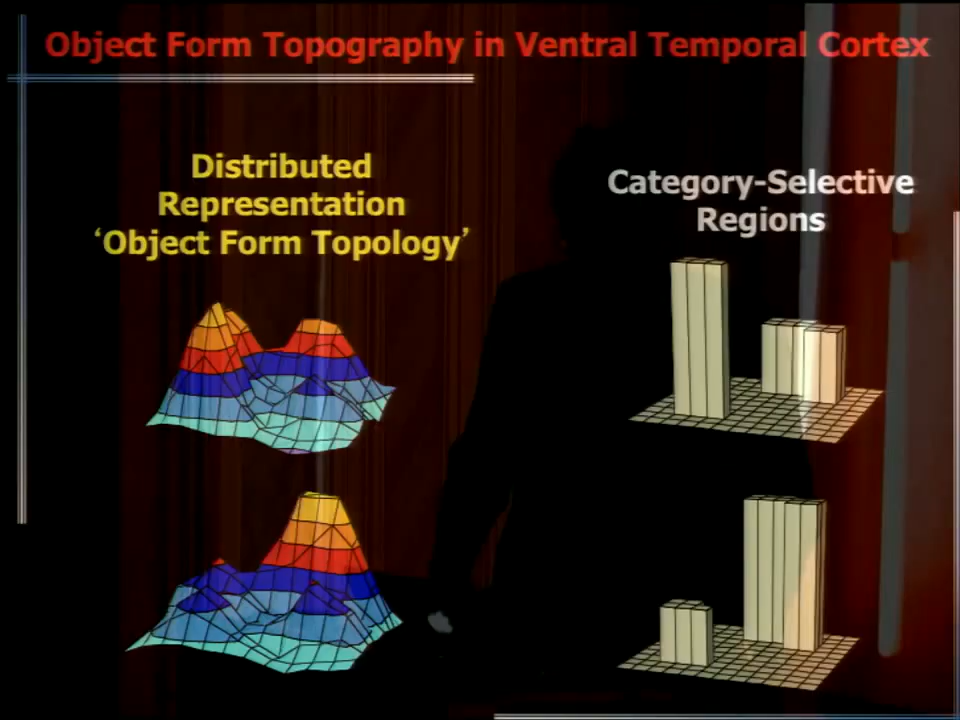 Object Form Topography in Ventral Temporal Cortex
Distributed
Representation
‘Object Form Topology’
Category-Selective
Regions